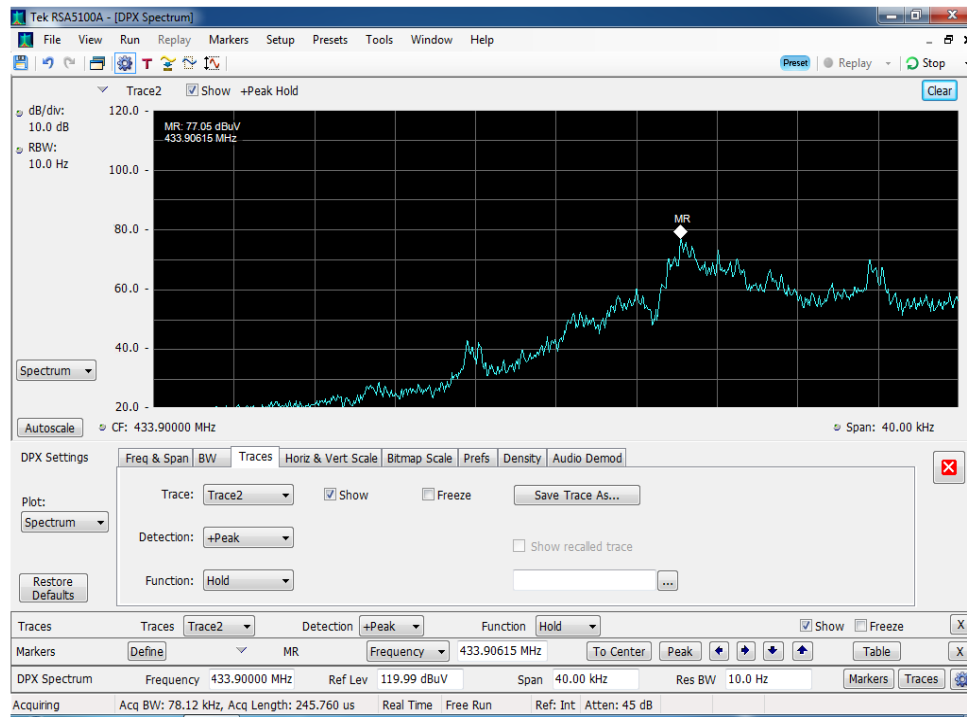 Tek RSA5100A - [DPX Spectrum]
File View Run Replay Markers Setup Presets Tools Window Help
T Preset Replay Stop
Trace2 Show +Peak Hold Clear
dB/div:
10.0 dB
RBW:
10.0 Hz
120.0 -
MR: 77.05 dBuV
433.90615 MHz
100.0 -
MR
80.0 -
60.0 -
40.0 -
Spectrum
20.0 -
Autoscale CF: 433.90000 MHz Span: 40.00 kHz
DPX Settings Freq & Span BW Traces Horiz & Vert Scale Bitmap Scale Prefs Density Audio Demod
Trace: Trace2 Show Freeze Save Trace As...
Plot:
Spectrum
Detection: +Peak Show recalled trace
Function: Hold ...
Restore
Defaults
Traces Traces Trace2 Detection +Peak Function Hold Show Freeze X
Markers Define MR Frequency 433.90615 MHz To Center Peak Table X
DPX Spectrum Frequency 433.90000 MHz Ref Lev 119.99 dBuV Span 40.00 kHz Res BW 10.0 Hz Markers Traces
Acquiring Acq BW: 78.12 kHz, Acq Length: 245.760 us Real Time Free Run Ref: Int Atten: 45 dB